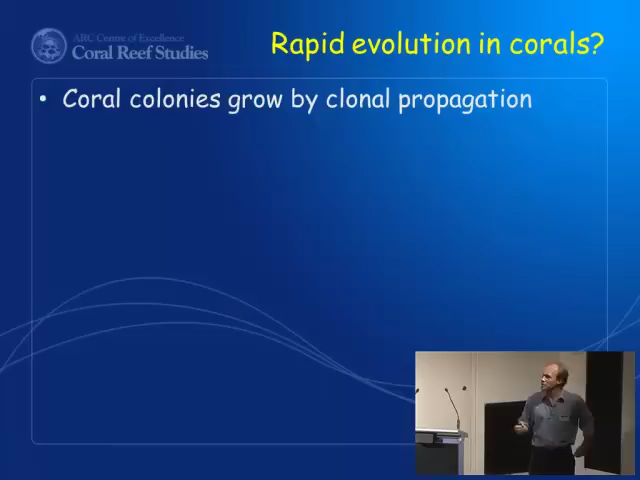 ARC Centre of Excellence
Coral Reef Studies
Rapid evolution in corals?
• Coral colonies grow by clonal propagation